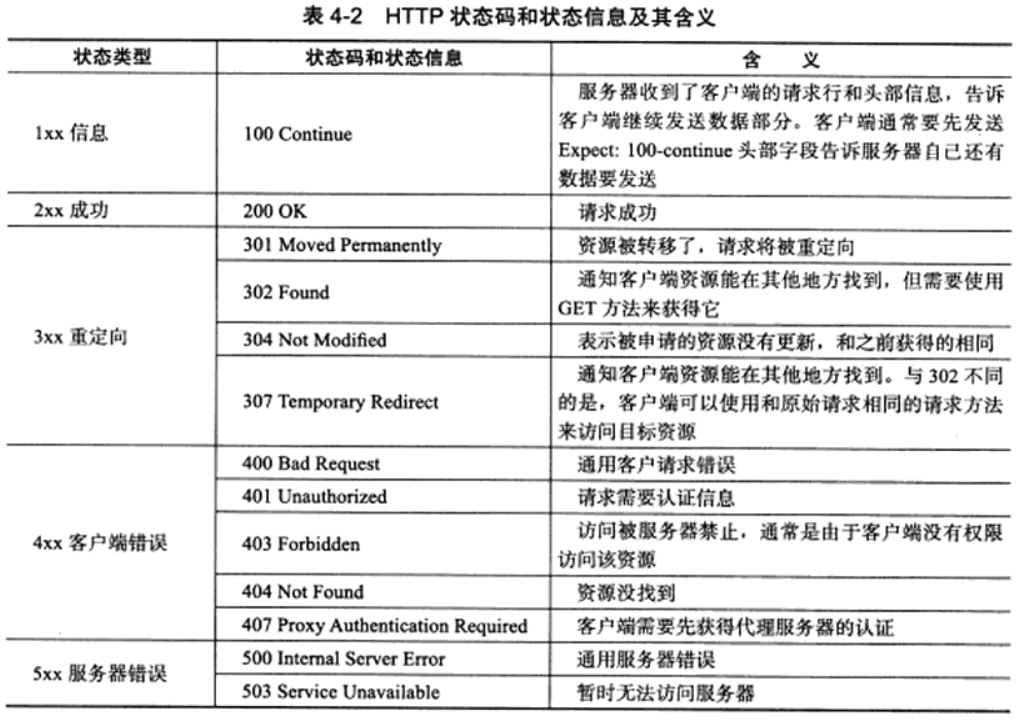 表 4-2 HTTP 状态码和状态信息及其含义
状态类型 状态码和状态信息 含 义
1xx 信息 100 Continue 服务器收到了客户端的请求行和头部信息，告诉
客户端继续发送数据部分。客户端通常要先发送
Expect: 100-continue 头部字段告诉服务器自己还有
数据要发送
2xx 成功 200 OK 请求成功
3xx 重定向 301 Moved Permanently 资源被转移了，请求将被重定向
302 Found 通知客户端资源能在其他地方找到，但需要使用
GET 方法来获得它
304 Not Modified 表示被申请的资源没有更新，和之前获得的相同
307 Temporary Redirect 通知客户端资源能在其他地方找到。与 302 不同
的是，客户端可以使用和原始请求相同的请求方法
来访问目标资源
4xx 客户端错误 400 Bad Request 通用客户请求错误
401 Unauthorized 请求需要认证信息
403 Forbidden 访问被服务器禁止，通常是由于客户端没有权限
访问该资源
404 Not Found 资源没找到
407 Proxy Authentication Required 客户端需要先获得代理服务器的认证
5xx 服务器错误 500 Internal Server Error 通用服务器错误
503 Service Unavailable 暂时无法访问服务器